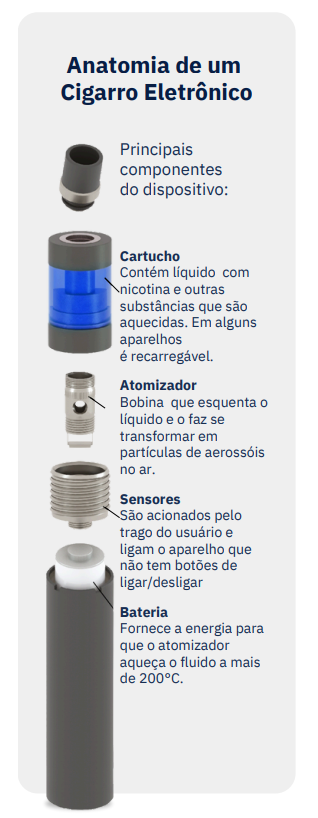 Anatomia de um
Cigarro Eletrônico
Principais
componentes
do dispositivo:
Cartucho
Contém líquido com
nicotina e outras
substâncias que são
aquecidas. Em alguns
aparelhos
é recarregável.
Atomizador
Bobina que esquenta o
líquido e o faz se
transformar em
partículas de aerossóis
no ar.
Sensores
São acionados pelo
trago do usuário e
ligam o aparelho que
não tem botões de
ligar/desligar
Bateria
Fornece a energia para
que o atomizador
aqueça o fluido a mais
de 200°C.